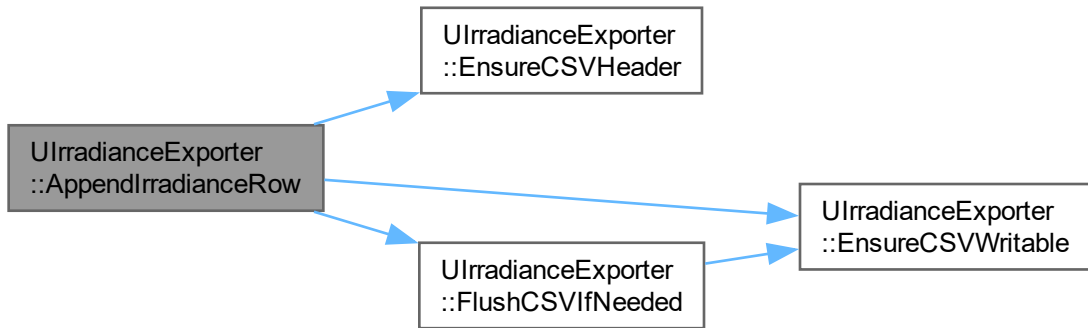 UIrradianceExporter
::AppendIrradianceRow
UIrradianceExporter
::EnsureCSVHeader
UIrradianceExporter
::FlushCSVIfNeeded
UIrradianceExporter
::EnsureCSVWritable